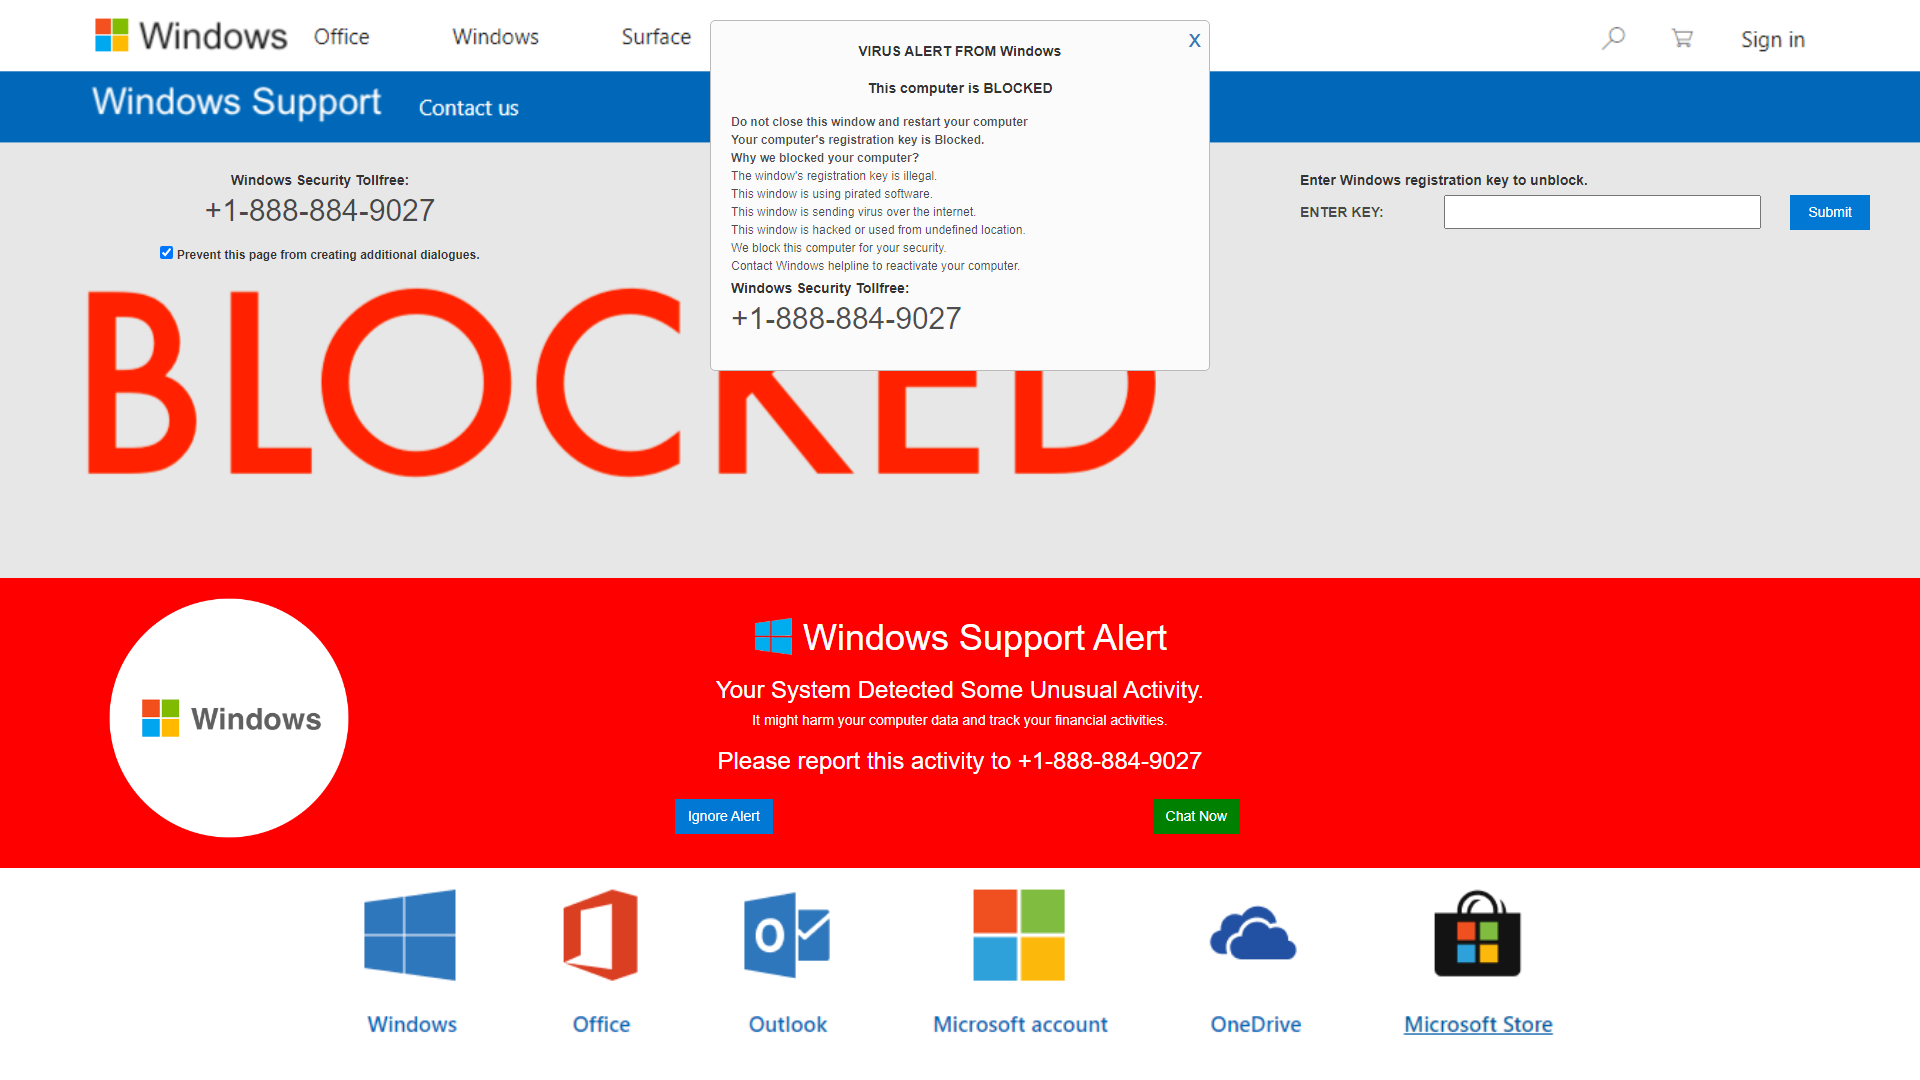 Windows Office Windows Surface Sign in
Windows Support Contact us
VIRUS ALERT FROM Windows
X
This computer is BLOCKED
Do not close this window and restart your computer
Your computer's registration key is Blocked.
Why we blocked your computer?
The window's registration key is illegal.
This window is using pirated software.
This window is sending virus over the internet.
This window is hacked or used from undefined location.
We block this computer for your security.
Contact Windows helpline to reactivate your computer.
Windows Security Tollfree:
+1-888-884-9027
Windows Security Tollfree:
+1-888-884-9027
Prevent this page from creating additional dialogues.
Enter Windows registration key to unblock.
ENTER KEY: Submit
BLOCKED
Windows
Windows Support Alert
Your System Detected Some Unusual Activity.
It might harm your computer data and track your financial activities.
Please report this activity to +1-888-884-9027
Ignore Alert Chat Now
Windows Office Outlook Microsoft account OneDrive Microsoft Store